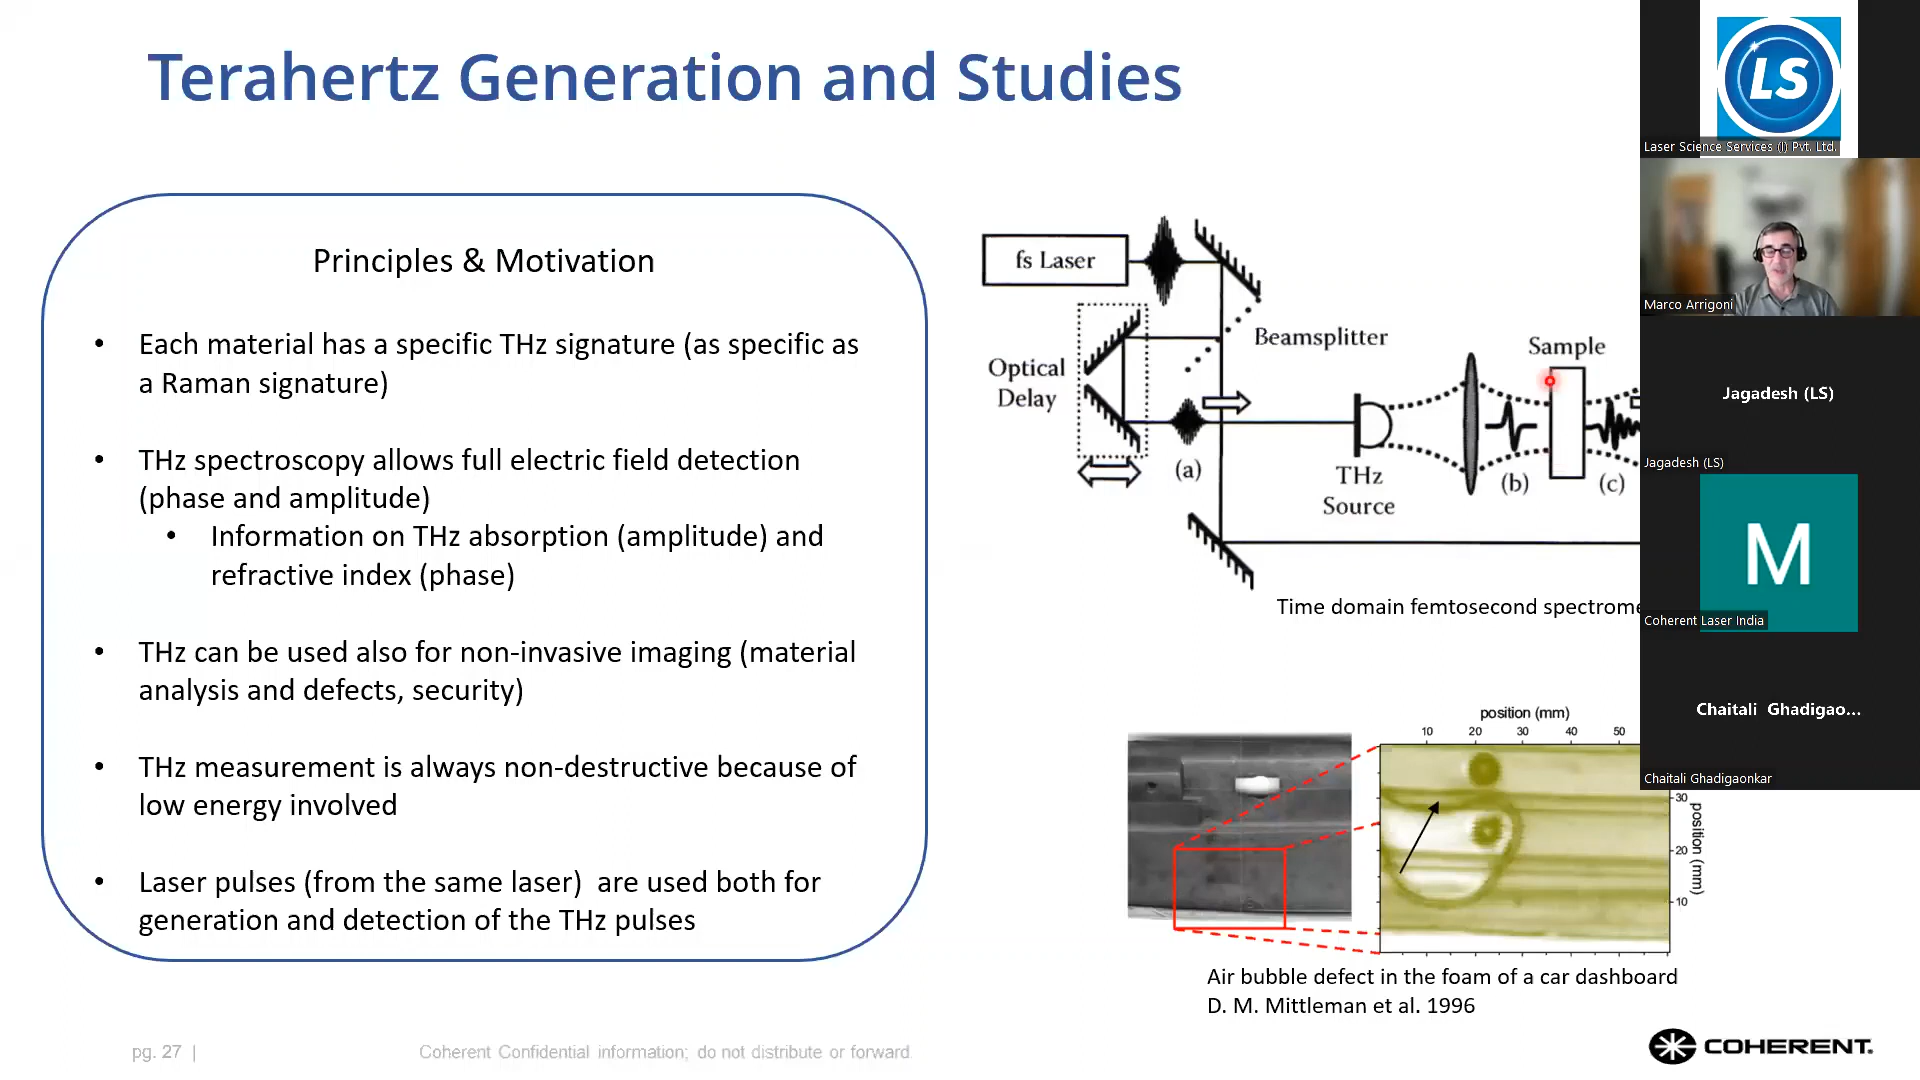 Terahertz Generation and Studies
Principles & Motivation
• Each material has a specific THz signature (as specific as
a Raman signature)
• THz spectroscopy allows full electric field detection
(phase and amplitude)
• Information on THz absorption (amplitude) and
refractive index (phase)
• THz can be used also for non-invasive imaging (material
analysis and defects, security)
• THz measurement is always non-destructive because of
low energy involved
• Laser pulses (from the same laser) are used both for
generation and detection of the THz pulses
fs Laser
Beamsplitter
Optical
Delay
(a)
THz
Source
Sample
(b)
(c)
Time domain femtosecond spectrome
position (mm)
10 20 30 40 50
30
20
10
position (mm)
Air bubble defect in the foam of a car dashboard
D. M. Mittleman et al. 1996
pg. 27 |
Coherent Confidential information; do not distribute or forward
COHERENT.
LS
Laser Science Services (I) Pvt. Ltd.
Marco Arrigoni
Jagadesh (LS)
Jagadesh (LS)
M
Coherent Laser India
Chaitali Ghadigao...
Chaitali Ghadigaonkar